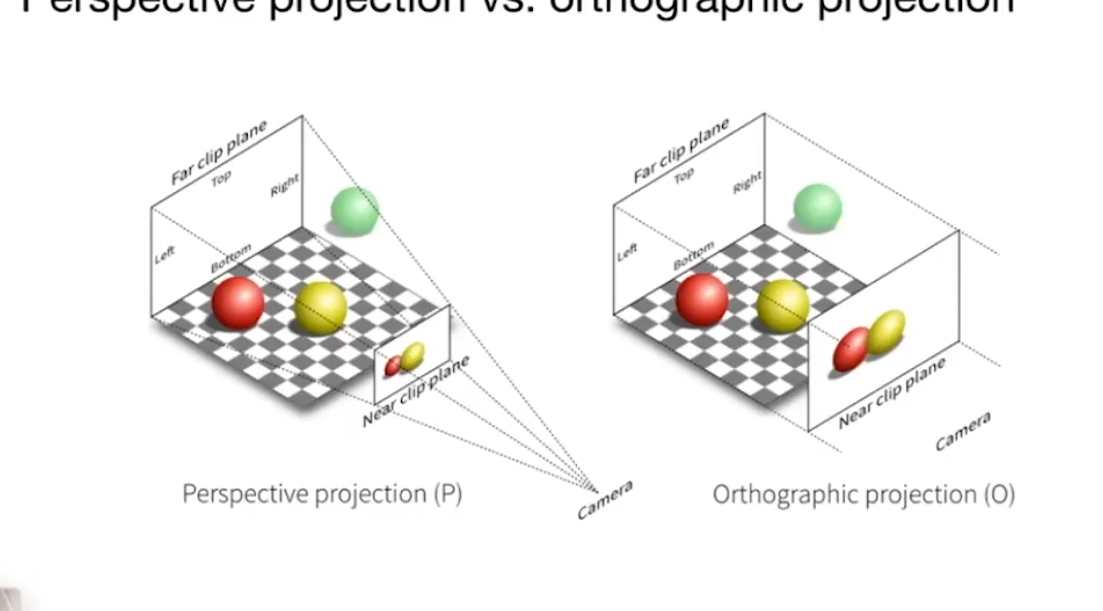 Perspective projection vs. orthographic projection
Far clip plane
Top
Right
Left
Bottom
Near clip plane
Camera
Perspective projection (P)
Far clip plane
Top
Right
Left
Bottom
Near clip plane
Camera
Orthographic projection (O)